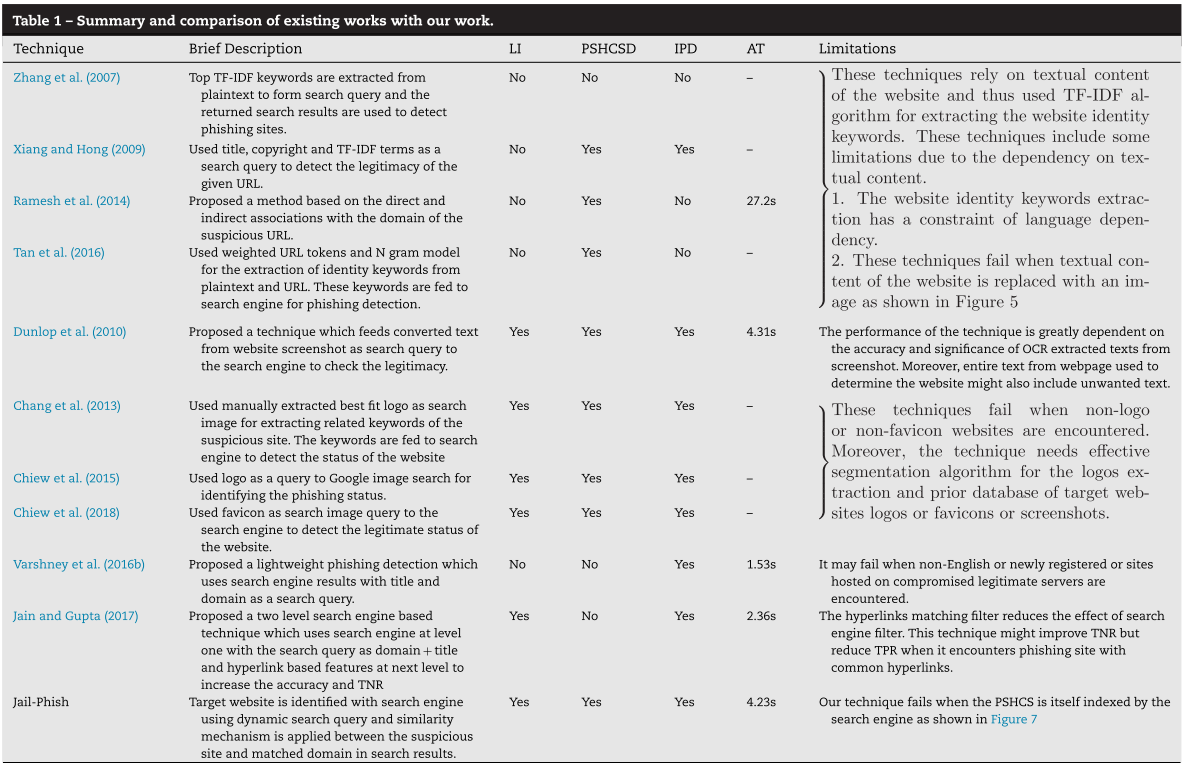 Table 1 – Summary and comparison of existing works with our work.
Technique Brief Description LI PSHCSD IPD AT Limitations
Zhang et al. (2007) Top TF-IDF keywords are extracted from No No No –
plaintext to form search query and the
returned search results are used to detect
phishing sites.
Xiang and Hong (2009) Used title, copyright and TF-IDF terms as a No Yes Yes –
search query to detect the legitimacy of the
given URL.
Ramesh et al. (2014) Proposed a method based on the direct and No Yes No 27.2s
indirect associations with the domain of the
suspicious URL.
Tan et al. (2016) Used weighted URL tokens and N gram model No Yes No –
for the extraction of identity keywords from
plaintext and URL. These keywords are fed to
search engine for phishing detection.
These techniques rely on textual content
of the website and thus used TF-IDF al-
gorithm for extracting the website identity
keywords. These techniques include some
limitations due to the dependency on tex-
tual content.
1. The website identity keywords extrac-
tion has a constraint of language depen-
dency.
2. These techniques fail when textual con-
tent of the website is replaced with an im-
age as shown in Figure 5
Dunlop et al. (2010) Proposed a technique which feeds converted text Yes Yes Yes 4.31s
from website screenshot as search query to
the search engine to check the legitimacy.
The performance of the technique is greatly dependent on
the accuracy and significance of OCR extracted texts from
screenshot. Moreover, entire text from webpage used to
determine the website might also include unwanted text.
Chang et al. (2013) Used manually extracted best fit logo as search Yes Yes Yes –
image for extracting related keywords of the
suspicious site. The keywords are fed to search
engine to detect the status of the website
Chiew et al. (2015) Used logo as a query to Google image search for Yes Yes Yes –
identifying the phishing status.
Chiew et al. (2018) Used favicon as search image query to the Yes Yes Yes –
search engine to detect the legitimate status of
the website.
These techniques fail when non-logo
or non-favicon websites are encountered.
Moreover, the technique needs effective
segmentation algorithm for the logos ex-
traction and prior database of target web-
sites logos or favicons or screenshots.
Varshney et al. (2016b) Proposed a lightweight phishing detection which No No Yes 1.53s
uses search engine results with title and
domain as a search query.
It may fail when non-English or newly registered or sites
hosted on compromised legitimate servers are
encountered.
Jain and Gupta (2017) Proposed a two level search engine based Yes No Yes 2.36s
technique which uses search engine at level
one with the search query as domain + title
and hyperlink based features at next level to
increase the accuracy and TNR
The hyperlinks matching filter reduces the effect of search
engine filter. This technique might improve TNR but
reduce TPR when it encounters phishing site with
common hyperlinks.
Jail-Phish Target website is identified with search engine Yes Yes Yes 4.23s
using dynamic search query and similarity
mechanism is applied between the suspicious
site and matched domain in search results.
Our technique fails when the PSHCS is itself indexed by the
search engine as shown in Figure 7